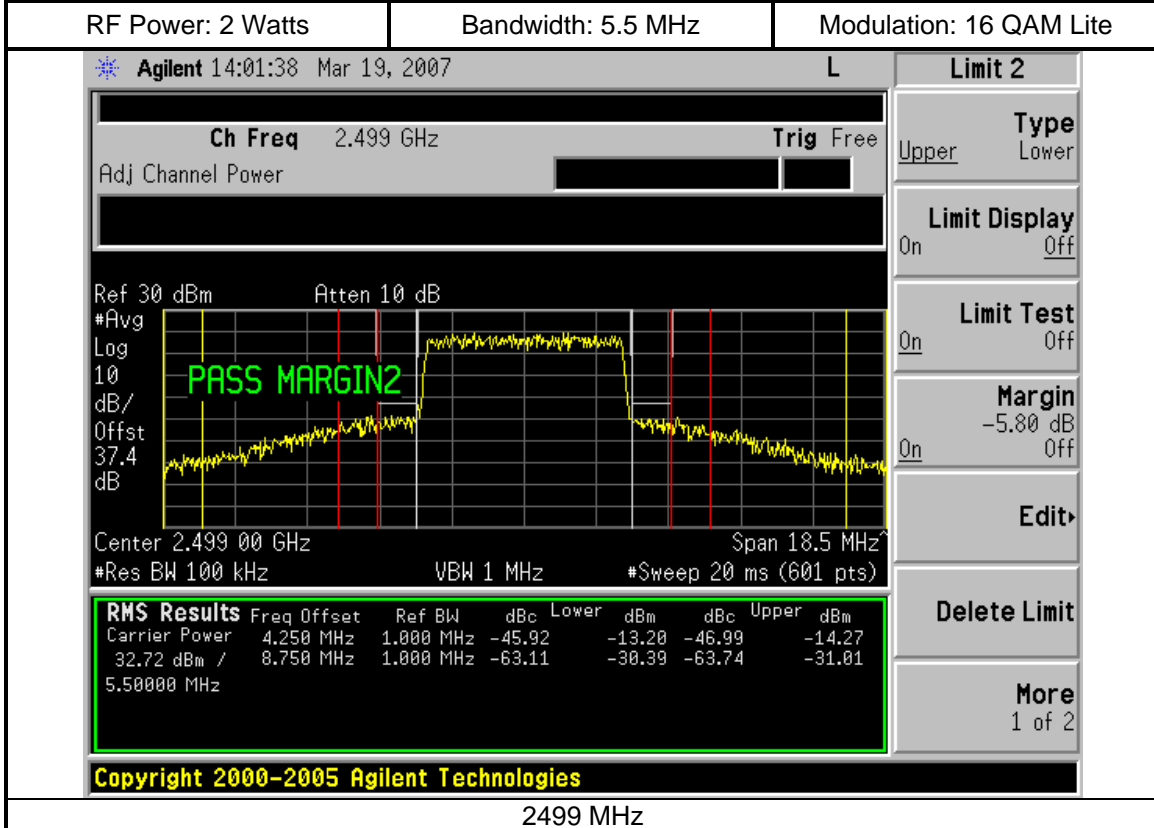 RF Power: 2 Watts Bandwidth: 5.5 MHz Modulation: 16 QAM Lite
Agilent 14:01:38 Mar 19, 2007 L
Ch Freq 2.499 GHz Trig Free
Adj Channel Power
Ref 30 dBm Atten 10 dB
#Avg
Log
10
dB/
Offst
37.4
dB
PASS MARGIN2
Center 2.499 00 GHz Span 18.5 MHz^
#Res BW 100 kHz VBW 1 MHz #Sweep 20 ms (601 pts)
RMS Results Freq Offset Ref BW dBc Lower dBm dBc Upper dBm
Carrier Power 4.250 MHz 1.000 MHz -45.92 -13.20 -46.99 -14.27
32.72 dBm / 8.750 MHz 1.000 MHz -63.11 -30.39 -63.74 -31.01
5.50000 MHz
Copyright 2000-2005 Agilent Technologies
Limit 2
Type
Upper Lower
Limit Display
On Off
Limit Test
On Off
Margin
-5.80 dB
On Off
Edit▸
Delete Limit
More
1 of 2
2499 MHz